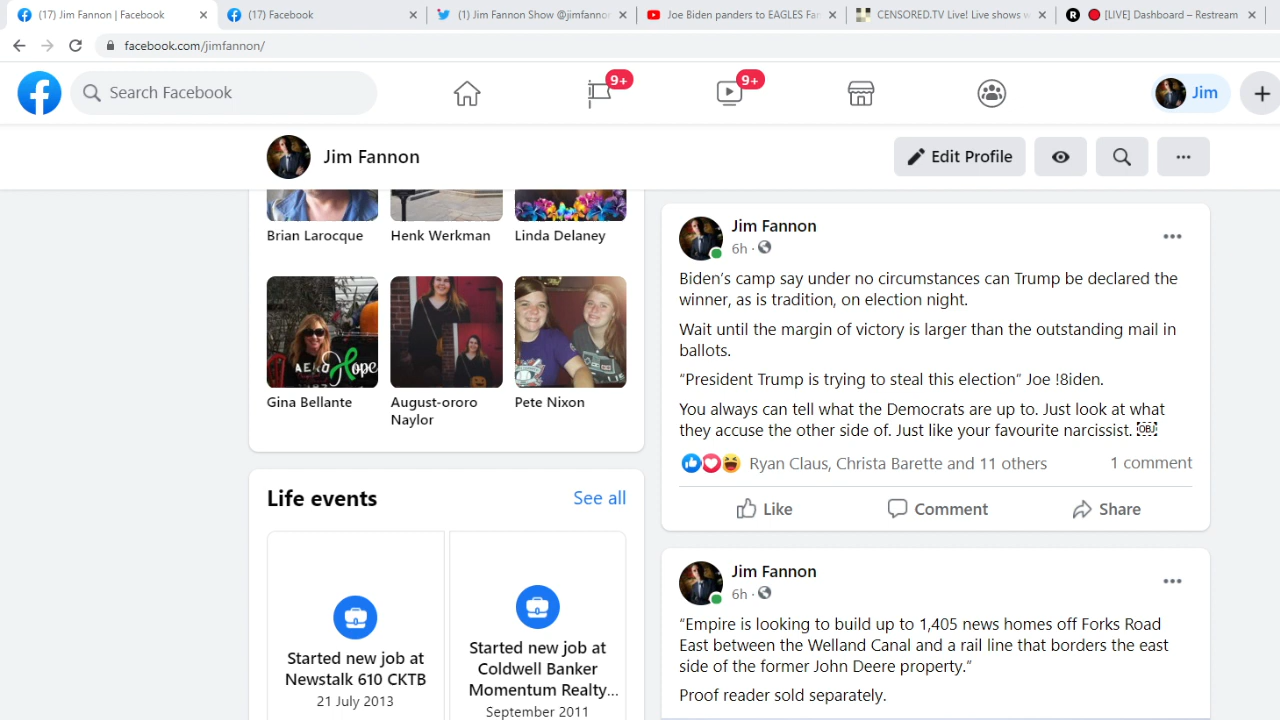 (17) Jim Fannon | Facebook
(17) Facebook
(1) Jim Fannon Show @jimfannon
Joe Biden panders to EAGLES Fan
CENSORED.TV Live! Live shows w
[LIVE] Dashboard – Restream
facebook.com/jimfannon/
Search Facebook
9+
9+
Jim
Jim Fannon
Edit Profile
Brian Larocque
Henk Werkman
Linda Delaney
AERO Hope
Gina Bellante
August-ororo
Naylor
Pete Nixon
Life events
See all
Started new job at
Newstalk 610 CKTB
21 July 2013
Started new job at
Coldwell Banker
Momentum Realty...
September 2011
Jim Fannon
6h ·
Biden’s camp say under no circumstances can Trump be declared the
winner, as is tradition, on election night.
Wait until the margin of victory is larger than the outstanding mail in
ballots.
“President Trump is trying to steal this election” Joe !8iden.
You always can tell what the Democrats are up to. Just look at what
they accuse the other side of. Just like your favourite narcissist. OBJ
Ryan Claus, Christa Barette and 11 others
1 comment
Like
Comment
Share
Jim Fannon
6h ·
“Empire is looking to build up to 1,405 news homes off Forks Road
East between the Welland Canal and a rail line that borders the east
side of the former John Deere property.”
Proof reader sold separately.